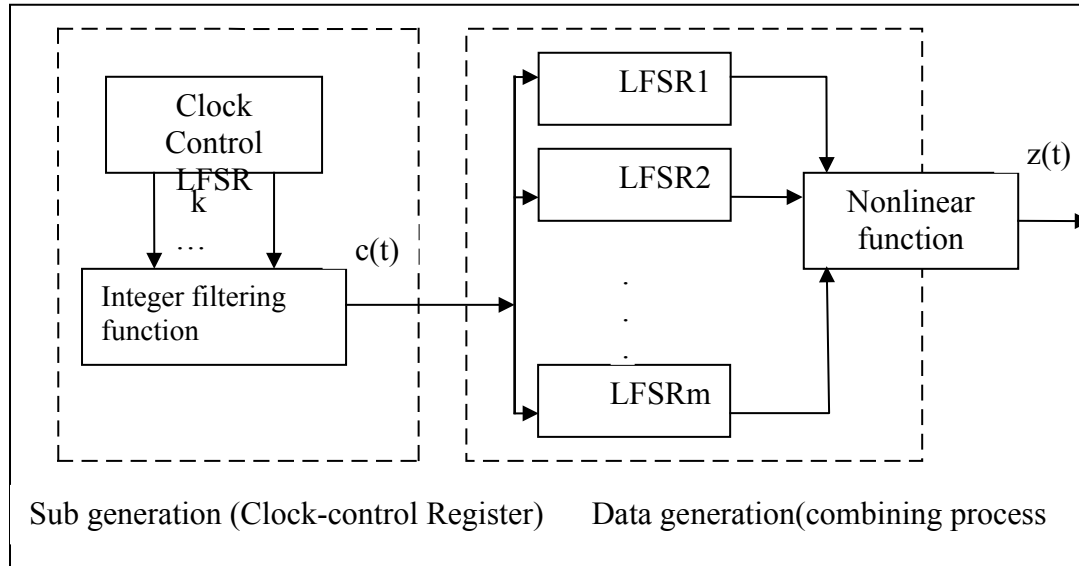 Clock
Control
LFSR
k
…
c(t)
Integer filtering
function
LFSR1
LFSR2
.
.
.
LFSRm
Nonlinear
function
z(t)
Sub generation (Clock-control Register)
Data generation(combining process